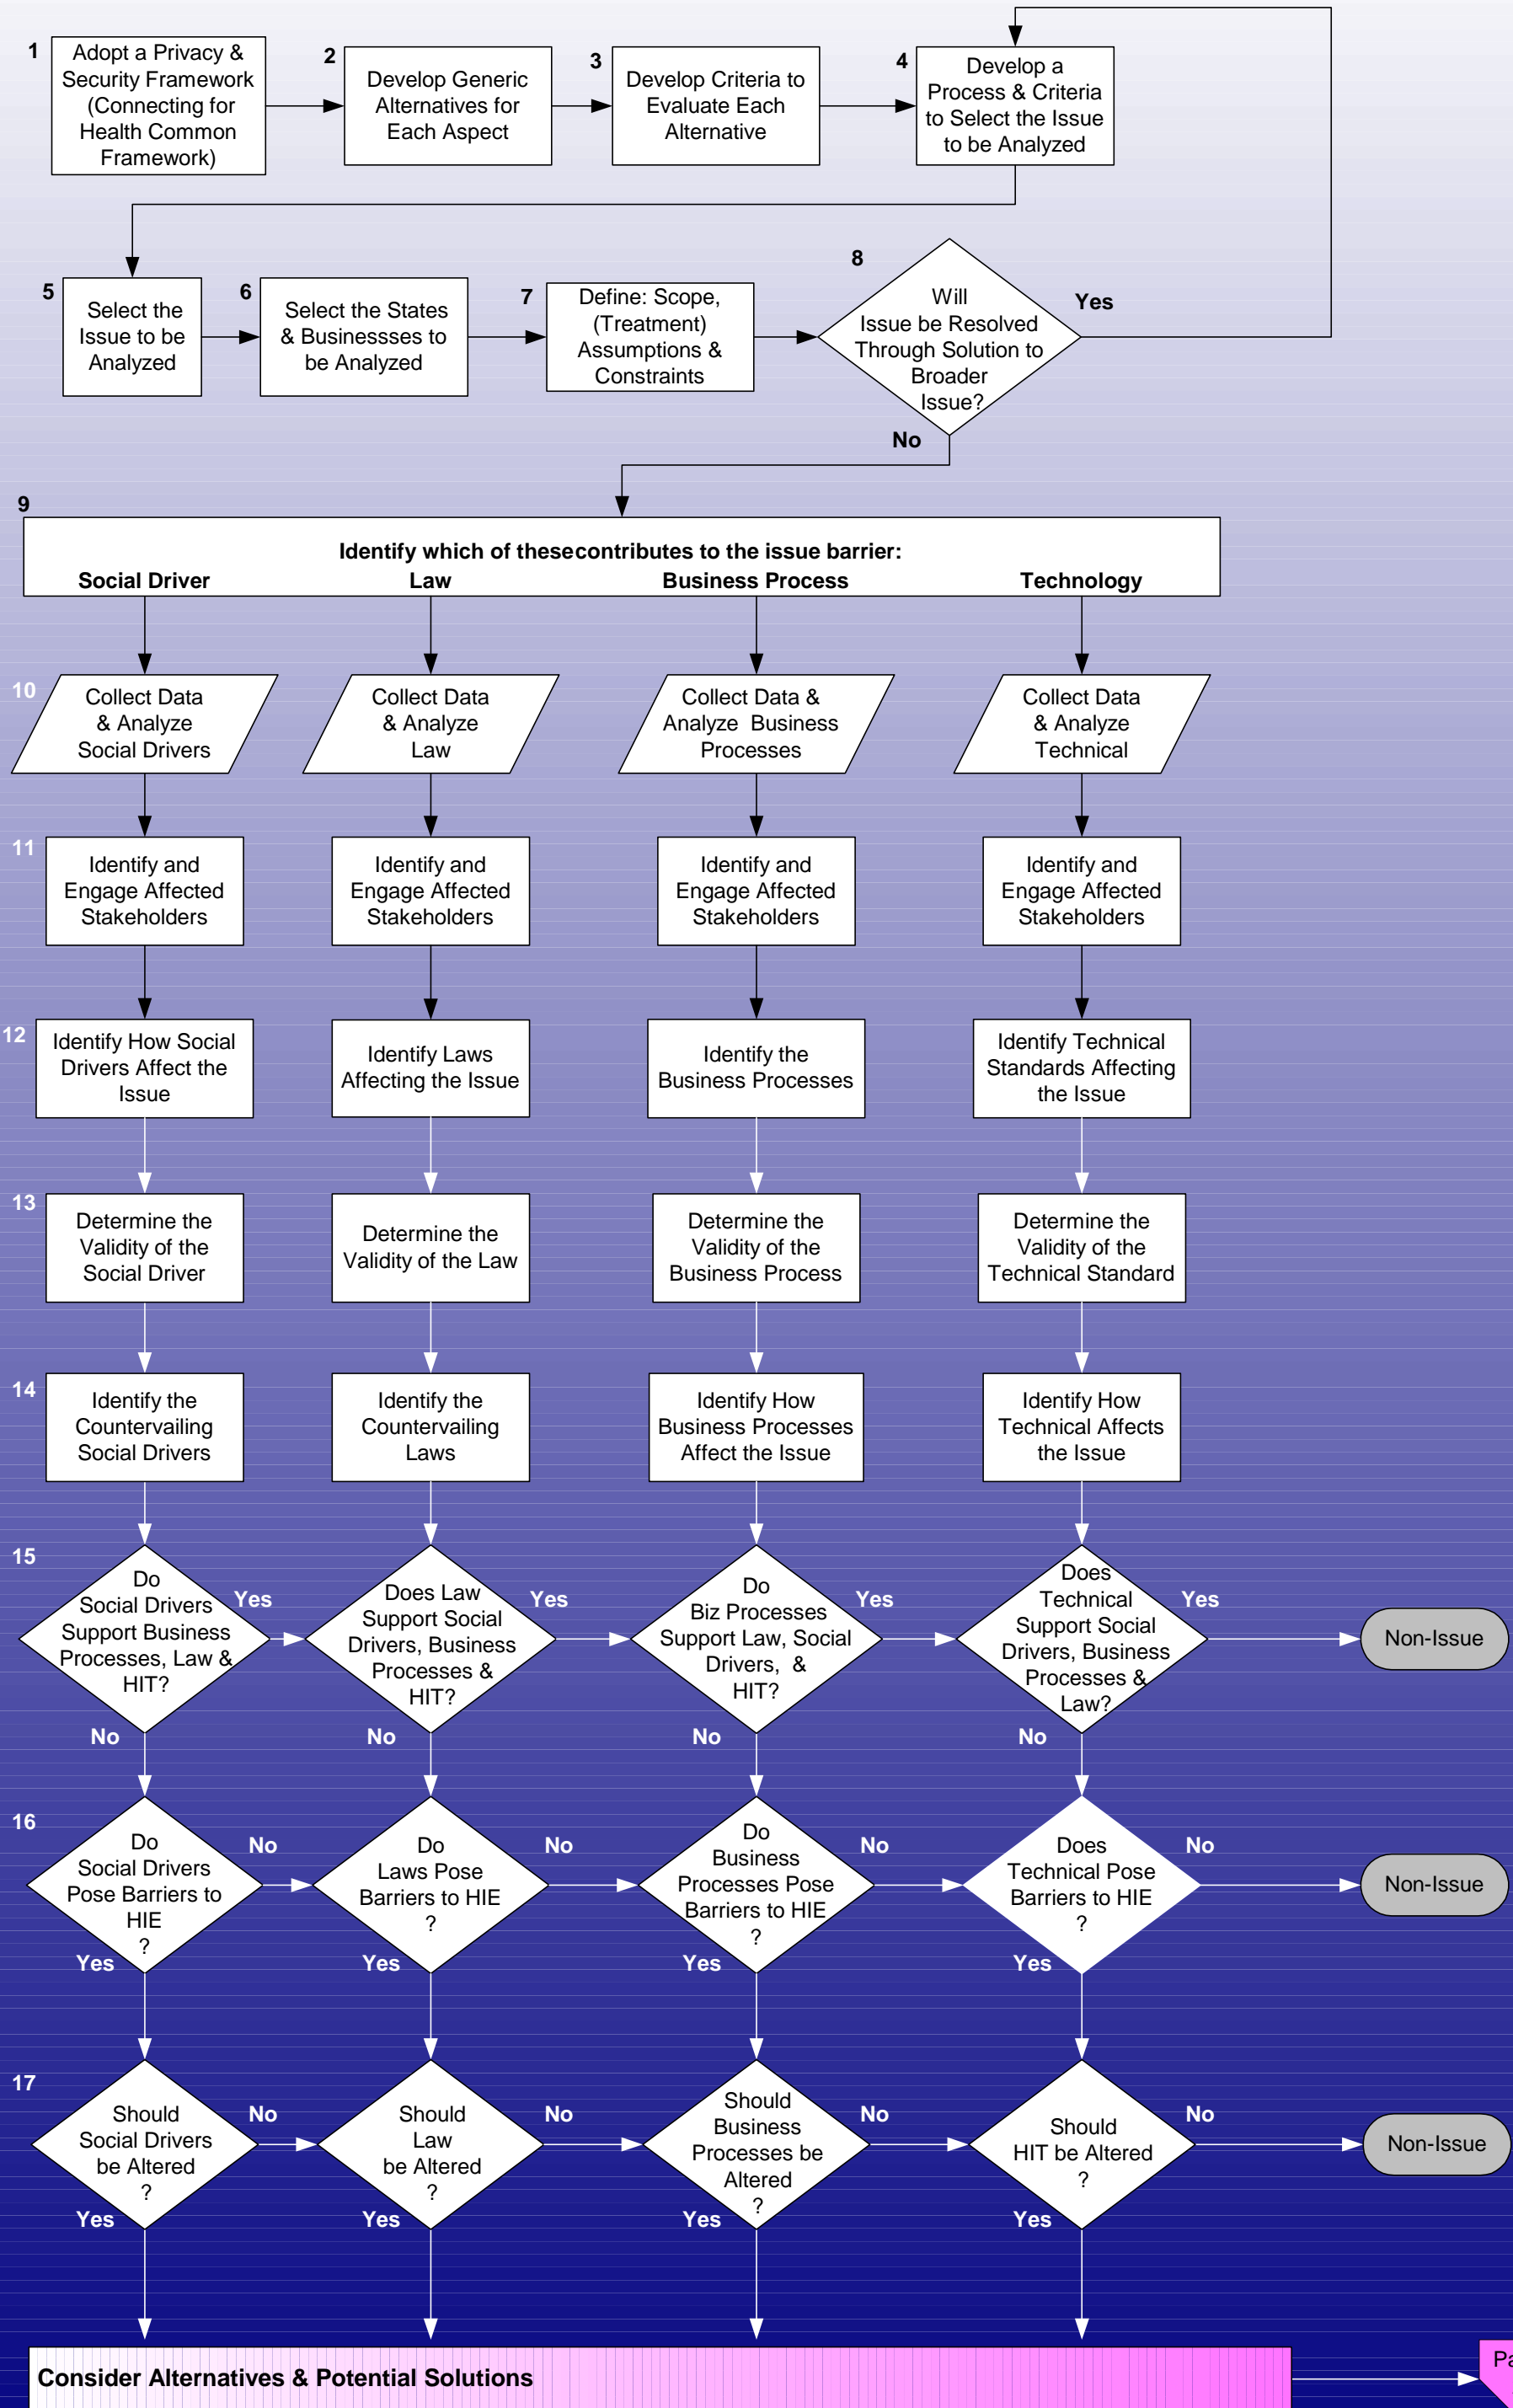 1
Adopt a Privacy &
Security Framework
(Connecting for
Health Common
Framework)
2
Develop Generic
Alternatives for
Each Aspect
3
Develop Criteria to
Evaluate Each
Alternative
4
Develop a
Process & Criteria
to Select the Issue
to be Analyzed
5
Select the
Issue to be
Analyzed
6
Select the States
& Businessses to
be Analyzed
7
Define: Scope,
(Treatment)
Assumptions &
Constraints
8
Will
Issue be Resolved
Through Solution to
Broader
Issue?
Yes
No
9
Identify which of thesecontributes to the issue barrier:
Social Driver Law Business Process Technology
10
Collect Data
& Analyze
Social Drivers
Collect Data
& Analyze
Law
Collect Data &
Analyze Business
Processes
Collect Data
& Analyze
Technical
11
Identify and
Engage Affected
Stakeholders
Identify and
Engage Affected
Stakeholders
Identify and
Engage Affected
Stakeholders
Identify and
Engage Affected
Stakeholders
12
Identify How Social
Drivers Affect the
Issue
Identify Laws
Affecting the Issue
Identify the
Business Processes
Identify Technical
Standards Affecting
the Issue
13
Determine the
Validity of the
Social Driver
Determine the
Validity of the Law
Determine the
Validity of the
Business Process
Determine the
Validity of the
Technical Standard
14
Identify the
Countervailing
Social Drivers
Identify the
Countervailing
Laws
Identify How
Business Processes
Affect the Issue
Identify How
Technical Affects
the Issue
15
Do
Social Drivers
Support Business
Processes, Law &
HIT?
Yes
No
Does Law
Support Social
Drivers, Business
Processes &
HIT?
Yes
No
Do
Biz Processes
Support Law, Social
Drivers, &
HIT?
Yes
No
Does
Technical
Support Social
Drivers, Business
Processes &
Law?
Yes
No
Non-Issue
16
Do
Social Drivers
Pose Barriers to
HIE
?
No
Yes
Do
Laws Pose
Barriers to HIE
?
No
Yes
Do
Business
Processes Pose
Barriers to HIE
?
No
Yes
Does
Technical Pose
Barriers to HIE
?
No
Yes
Non-Issue
17
Should
Social Drivers
be Altered
?
No
Yes
Should
Law
be Altered
?
No
Yes
Should
Business
Processes be
Altered
?
No
Yes
Should
HIT be Altered
?
No
Yes
Non-Issue
Consider Alternatives & Potential Solutions